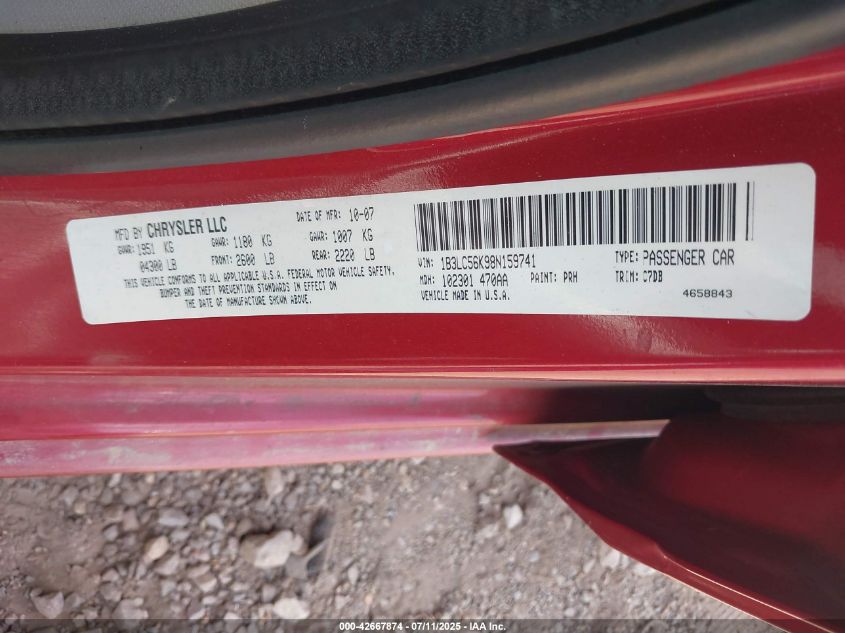 MFD BY CHRYSLER LLC DATE OF MFR: 10-07
GVWR: 1951 KG GAWR: 1180 KG GAWR: 1007 KG
04300 LB FRONT: 2600 LB REAR: 2220 LB
THIS VEHICLE CONFORMS TO ALL APPLICABLE U.S.A. FEDERAL MOTOR VEHICLE SAFETY,
BUMPER AND THEFT PREVENTION STANDARDS IN EFFECT ON
THE DATE OF MANUFACTURE SHOWN ABOVE.
VIN: 1B3LC56K98N159741 TYPE: PASSENGER CAR
MDH: 102301 470AA PAINT: PRH TRIM: C7DB
VEHICLE MADE IN U.S.A. 4658843
000-42667874 / 07/11/2025 - IAA Inc.